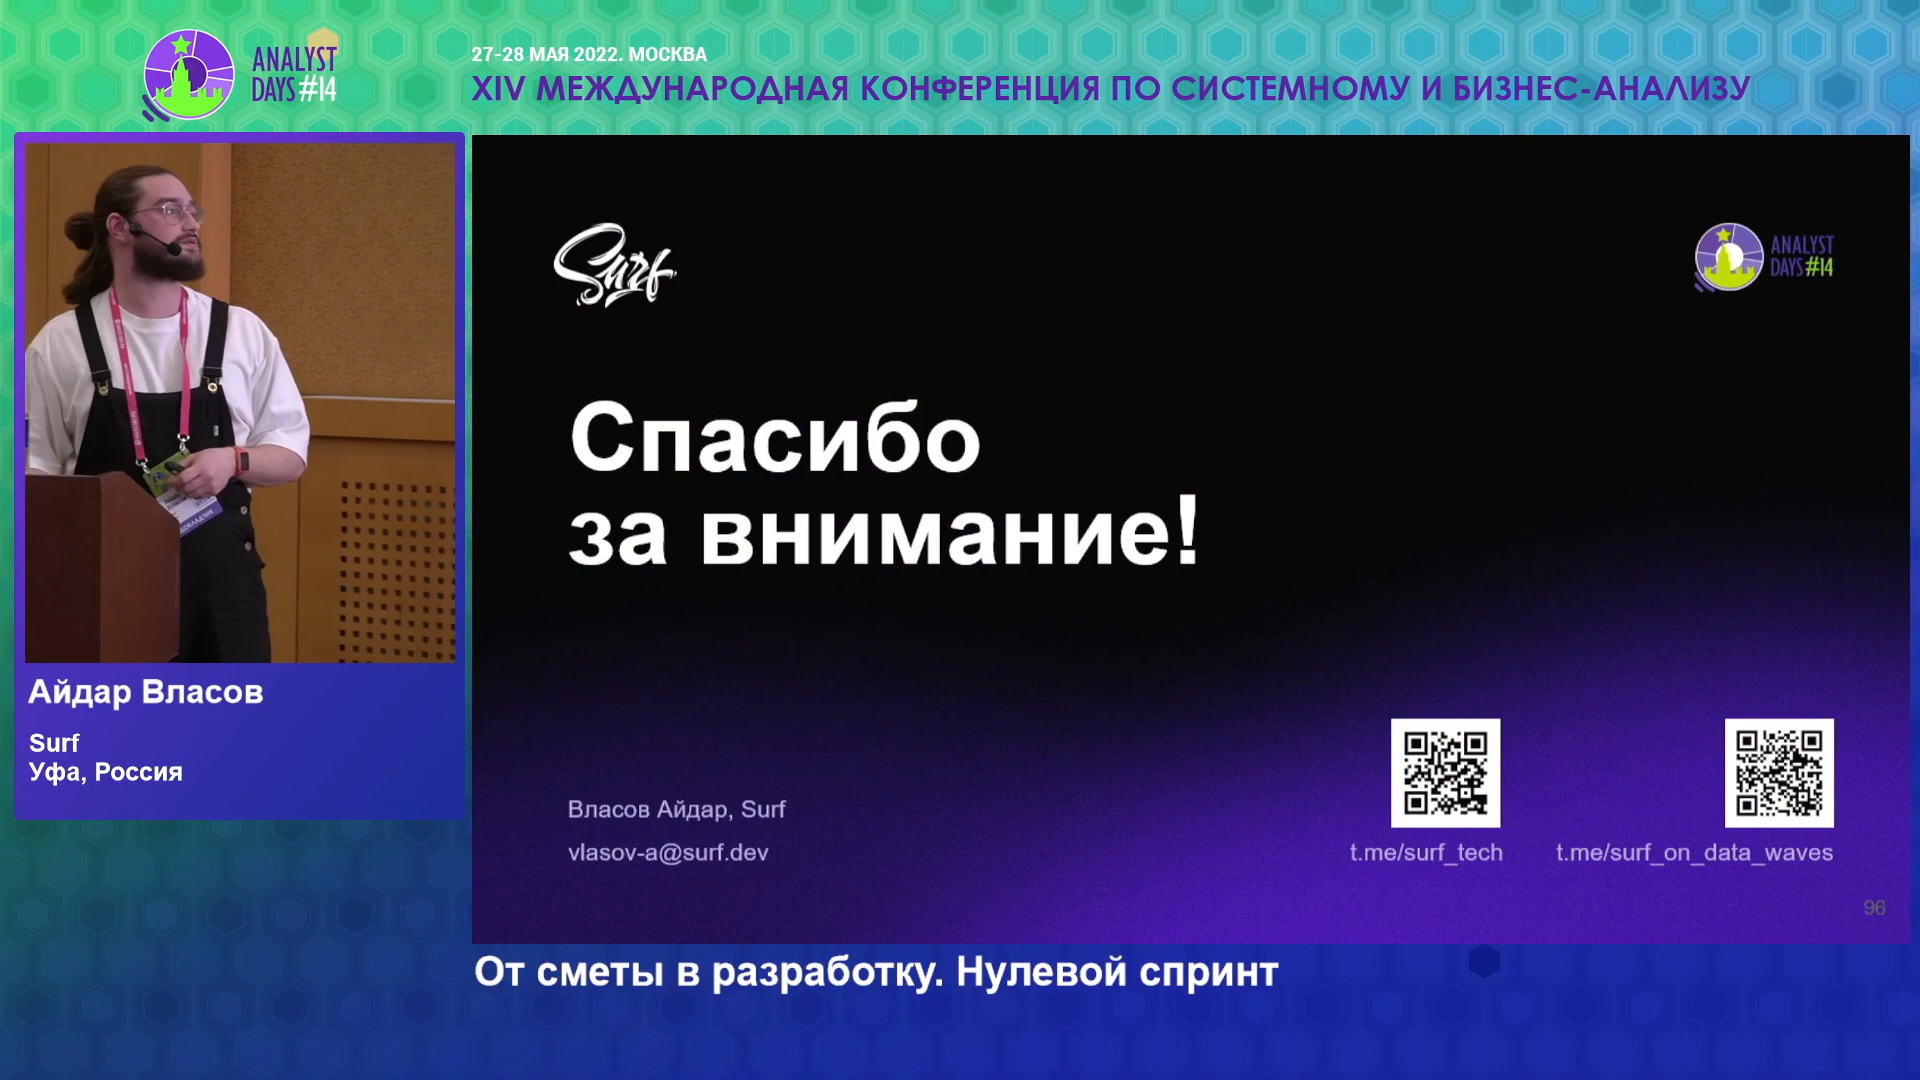 ANALYST
DAYS #14
27-28 МАЯ 2022. МОСКВА
XIV МЕЖДУНАРОДНАЯ КОНФЕРЕНЦИЯ ПО СИСТЕМНОМУ И БИЗНЕС-АНАЛИЗУ
Surf
ANALYST
DAYS #14
Спасибо
за внимание!
Власов Айдар, Surf
vlasov-a@surf.dev
t.me/surf_tech
t.me/surf_on_data_waves
96
ДОКЛАДЧИК
Айдар Власов
Surf
Уфа, Россия
От сметы в разработку. Нулевой спринт